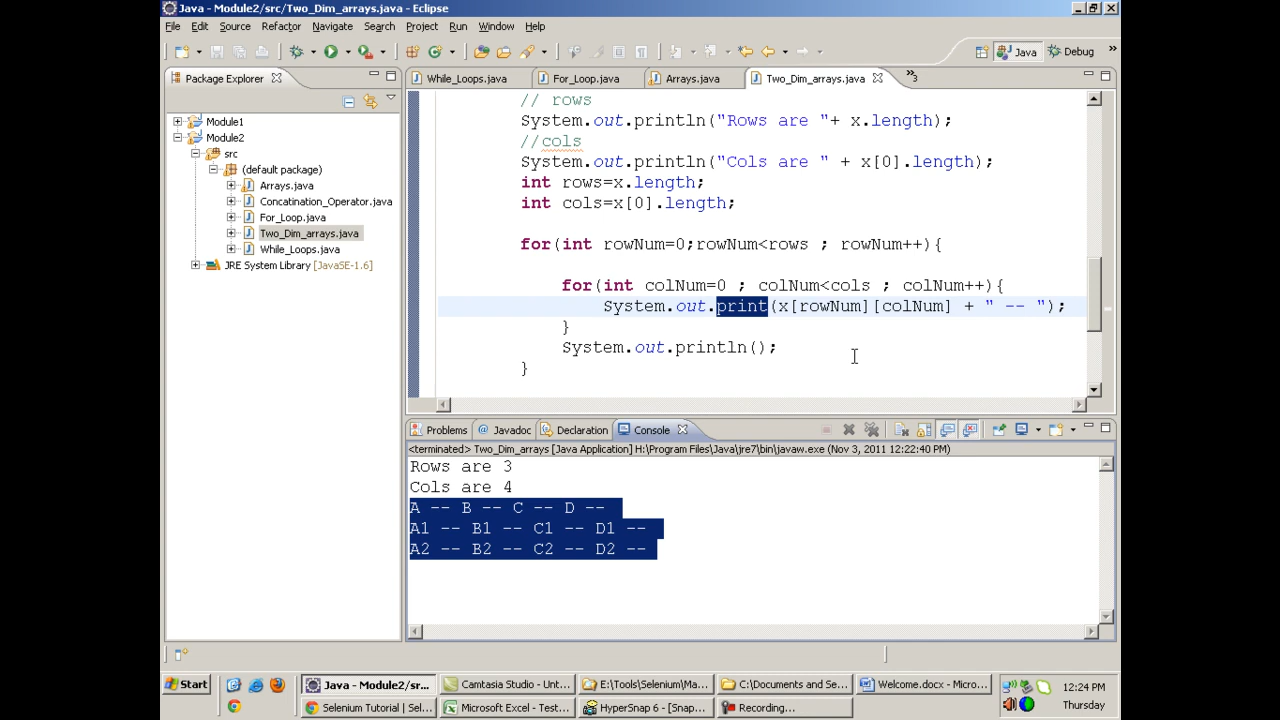 Java - Module2/src/Two_Dim_arrays.java - Eclipse
File Edit Source Refactor Navigate Search Project Run Window Help
Java Debug »
Package Explorer
While_Loops.java For_Loop.java Arrays.java Two_Dim_arrays.java »3
Module1
Module2
src
(default package)
Arrays.java
Concatination_Operator.java
For_Loop.java
Two_Dim_arrays.java
While_Loops.java
JRE System Library [JavaSE-1.6]
// rows
System.out.println("Rows are "+ x.length);
//cols
System.out.println("Cols are " + x[0].length);
int rows=x.length;
int cols=x[0].length;
for(int rowNum=0;rowNum<rows ; rowNum++){
for(int colNum=0 ; colNum<cols ; colNum++){
System.out.print(x[rowNum][colNum] + " -- ");
}
System.out.println();
}
Problems Javadoc Declaration Console
<terminated> Two_Dim_arrays [Java Application] H:\Program Files\Java\jre7\bin\javaw.exe (Nov 3, 2011 12:22:40 PM)
Rows are 3
Cols are 4
A -- B -- C -- D --
A1 -- B1 -- C1 -- D1 --
A2 -- B2 -- C2 -- D2 --
Start Java - Module2/sr... Camtasia Studio - Unt... E:\Tools\Selenium\Ma... C:\Documents and Se... Welcome.docx - Micro... 12:24 PM
Selenium Tutorial | Sel... Microsoft Excel - Test... HyperSnap 6 - [Snap... Recording... Thursday